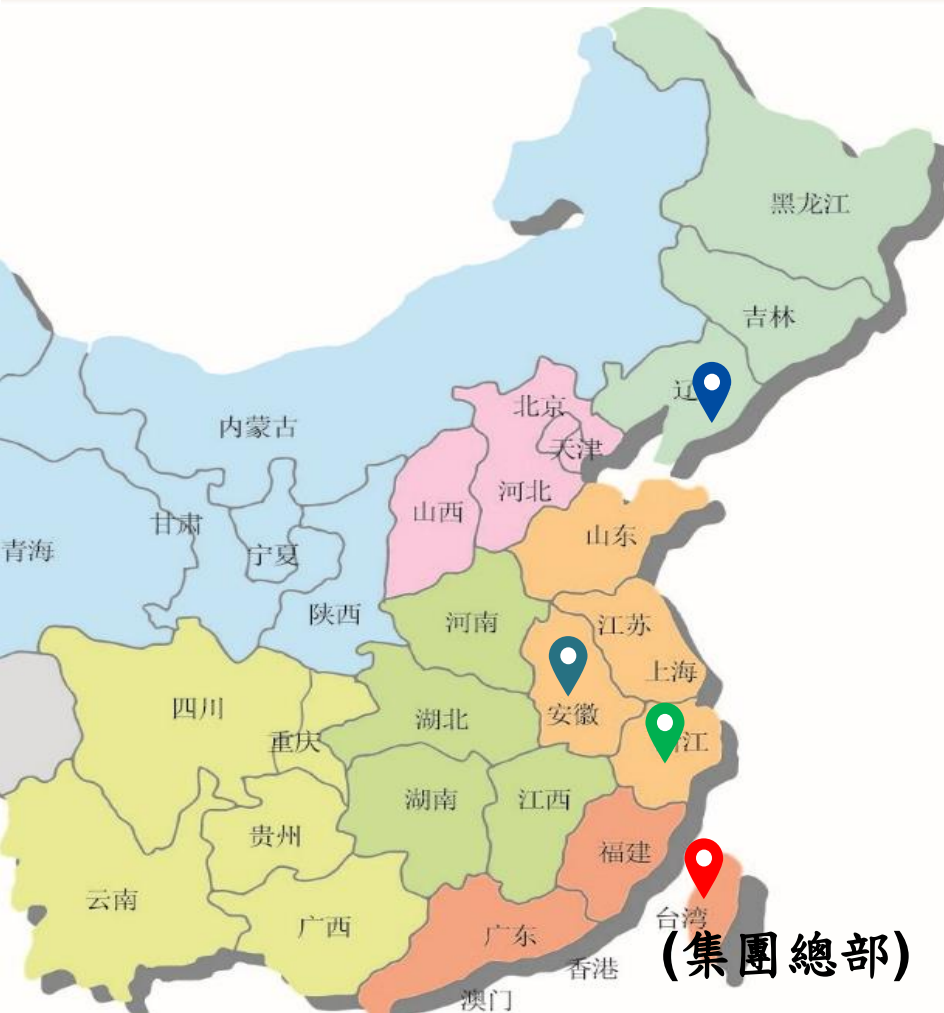 黑龙江
吉林
辽
北京
内蒙古
天津
河北
山西
甘肃
山东
青海
宁夏
陕西
河南
江苏
上海
四川
安徽
湖北
重庆
江
湖南
江西
贵州
福建
云南
台湾
广西
广东
(集團總部)
香港
澳门